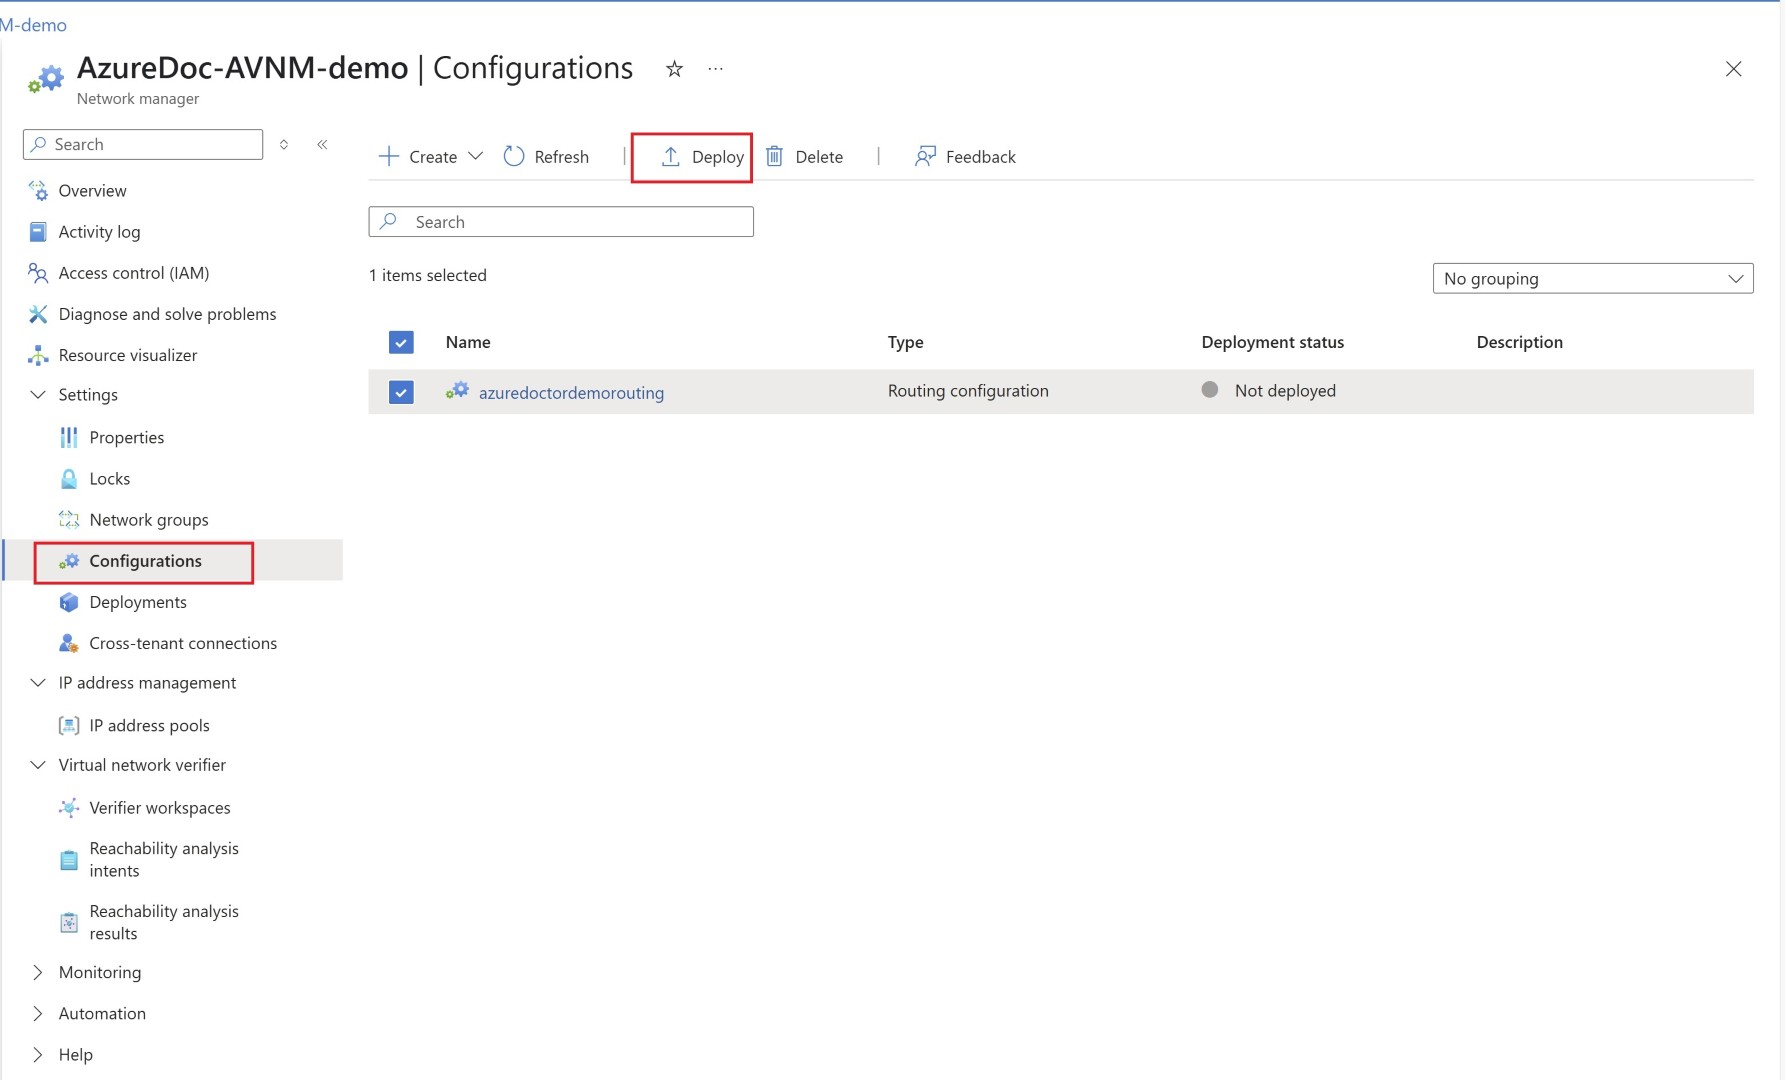 M-demo
AzureDoc-AVNM-demo | Configurations
Network manager
Search
Create
Refresh
Deploy
Delete
Feedback
Overview
Activity log
Access control (IAM)
Diagnose and solve problems
Resource visualizer
Settings
Properties
Locks
Network groups
Configurations
Deployments
Cross-tenant connections
IP address management
IP address pools
Virtual network verifier
Verifier workspaces
Reachability analysis
intents
Reachability analysis
results
Monitoring
Automation
Help
Search
1 items selected
No grouping
Name Type Deployment status Description
azuredoctordemorouting Routing configuration Not deployed